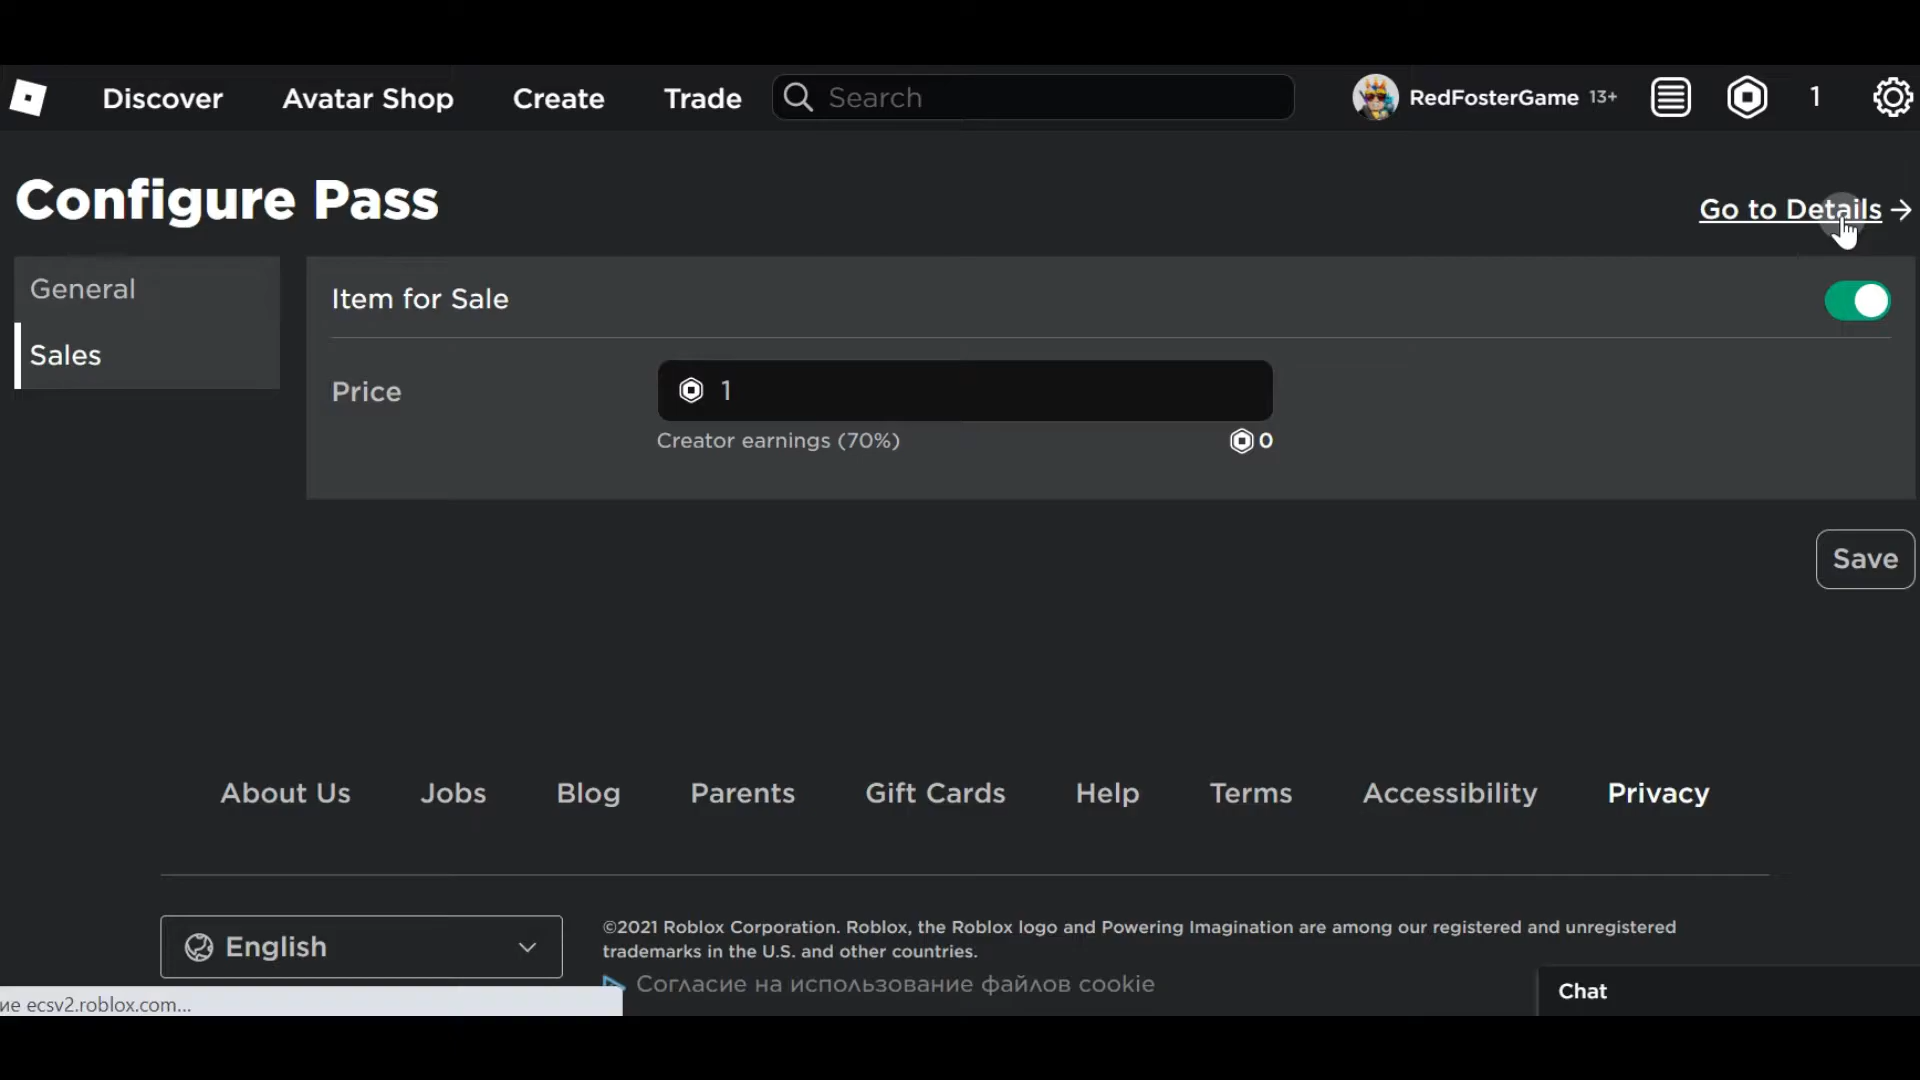 Discover Avatar Shop Create Trade Search RedFosterGame 13+ 1
Configure Pass
Go to Details →
General
Sales
Item for Sale
Price
1
Creator earnings (70%) 0
Save
About Us Jobs Blog Parents Gift Cards Help Terms Accessibility Privacy
English
©2021 Roblox Corporation. Roblox, the Roblox logo and Powering Imagination are among our registered and unregistered
trademarks in the U.S. and other countries.
Согласие на использование файлов cookie
Chat
ие ecsv2.roblox.com...